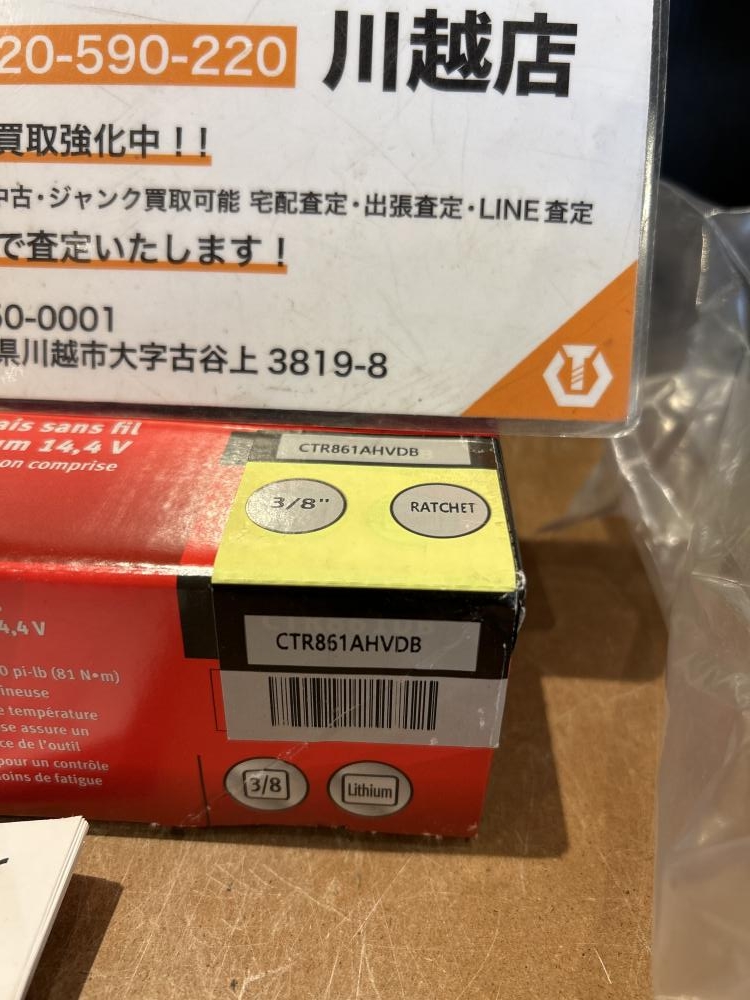 20-590-220 川越店
買取強化中！！
中古・ジャンク買取可能 宅配査定・出張査定・LINE査定
で査定いたします！
50-0001
県川越市大字古谷上 3819-8
ais sans fil
um 14,4 V
on comprise
CTR861AHVDB
3/8"
RATCHET
4,4 V
CTR861AHVDB
0 pi-lb (81 N•m)
ineuse
e température
se assure un
ce de l'outil
pour un contrôle
moins de fatigue
3/8
Lithium